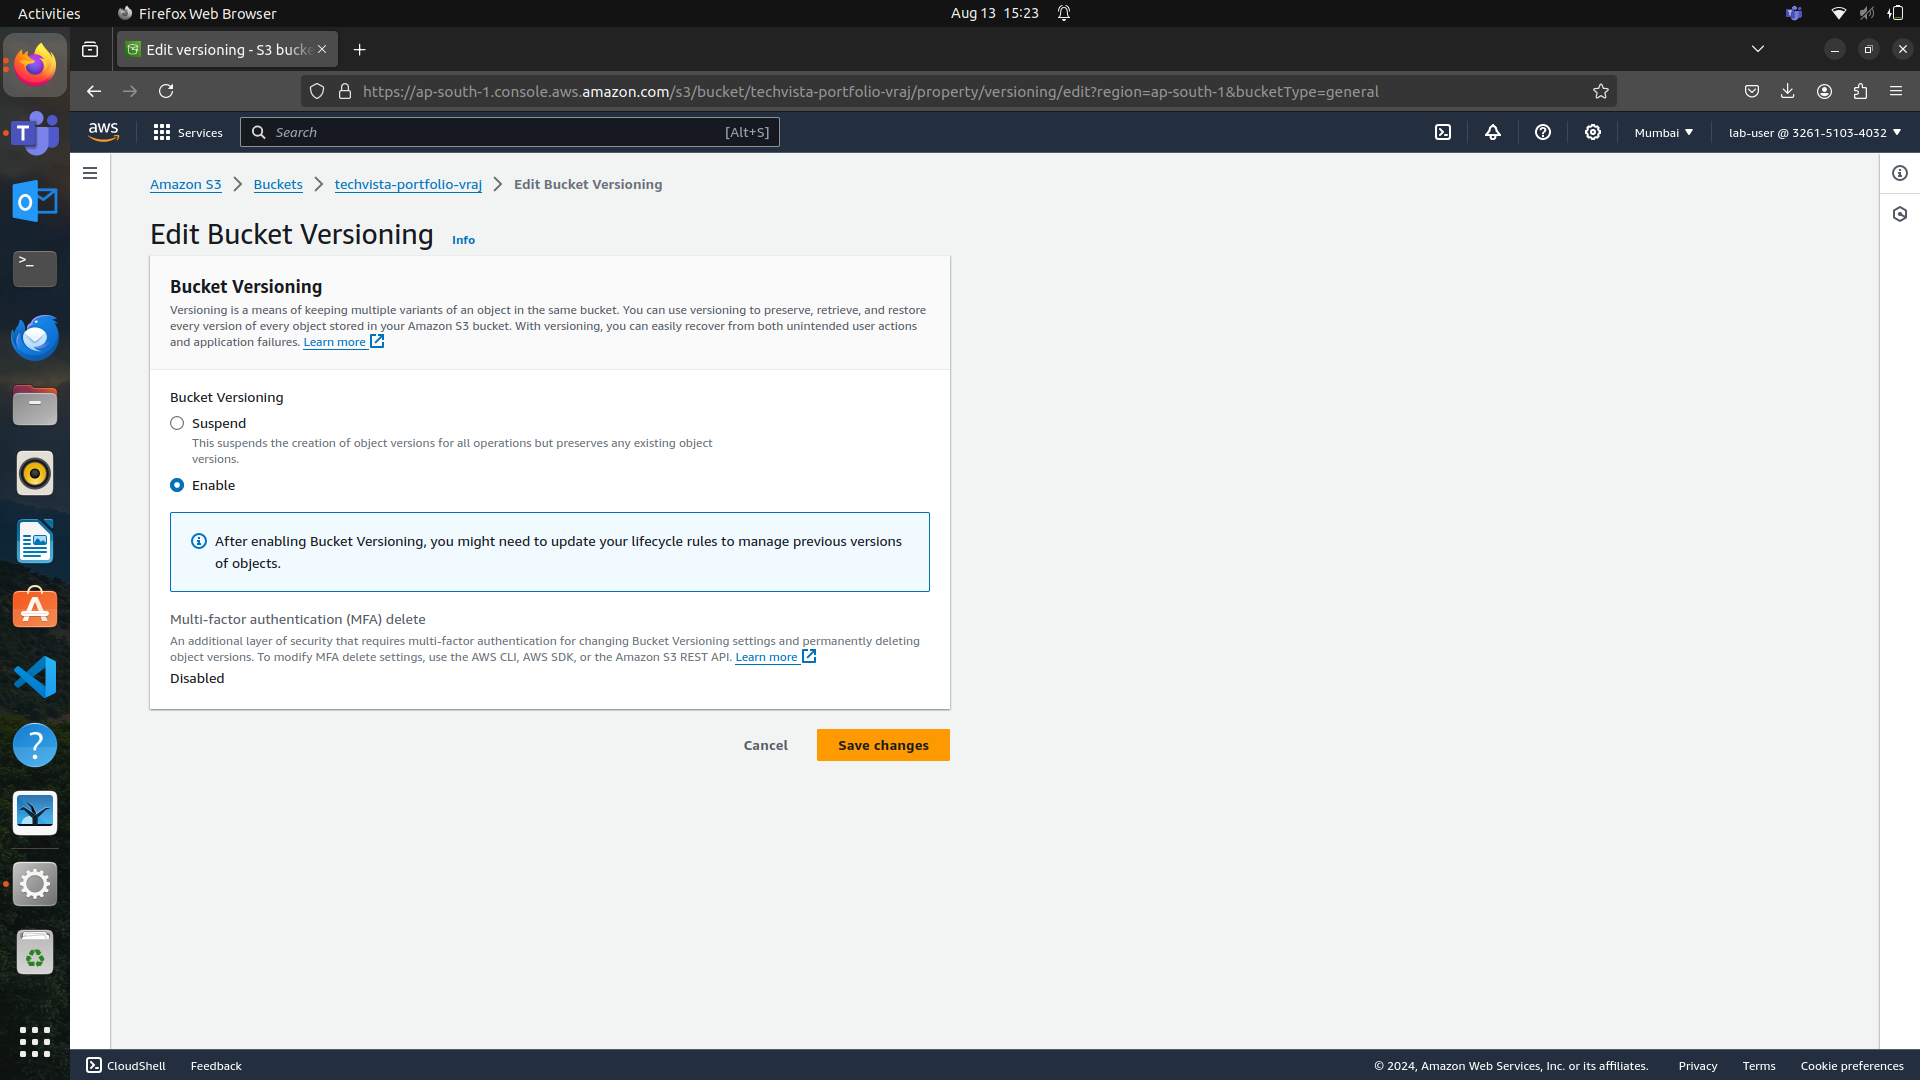 Activities
Firefox Web Browser
Aug 13 15:23
Edit versioning - S3 bucke
https://ap-south-1.console.aws.amazon.com/s3/bucket/techvista-portfolio-vraj/property/versioning/edit?region=ap-south-1&bucketType=general
aws
Services
Search
[Alt+S]
Mumbai
lab-user @ 3261-5103-4032
Amazon S3
Buckets
techvista-portfolio-vraj
Edit Bucket Versioning
Edit Bucket Versioning
Info
Bucket Versioning
Versioning is a means of keeping multiple variants of an object in the same bucket. You can use versioning to preserve, retrieve, and restore
every version of every object stored in your Amazon S3 bucket. With versioning, you can easily recover from both unintended user actions
and application failures. Learn more
Bucket Versioning
Suspend
This suspends the creation of object versions for all operations but preserves any existing object
versions.
Enable
After enabling Bucket Versioning, you might need to update your lifecycle rules to manage previous versions
of objects.
Multi-factor authentication (MFA) delete
An additional layer of security that requires multi-factor authentication for changing Bucket Versioning settings and permanently deleting
object versions. To modify MFA delete settings, use the AWS CLI, AWS SDK, or the Amazon S3 REST API. Learn more
Disabled
Cancel
Save changes
CloudShell
Feedback
© 2024, Amazon Web Services, Inc. or its affiliates.
Privacy
Terms
Cookie preferences